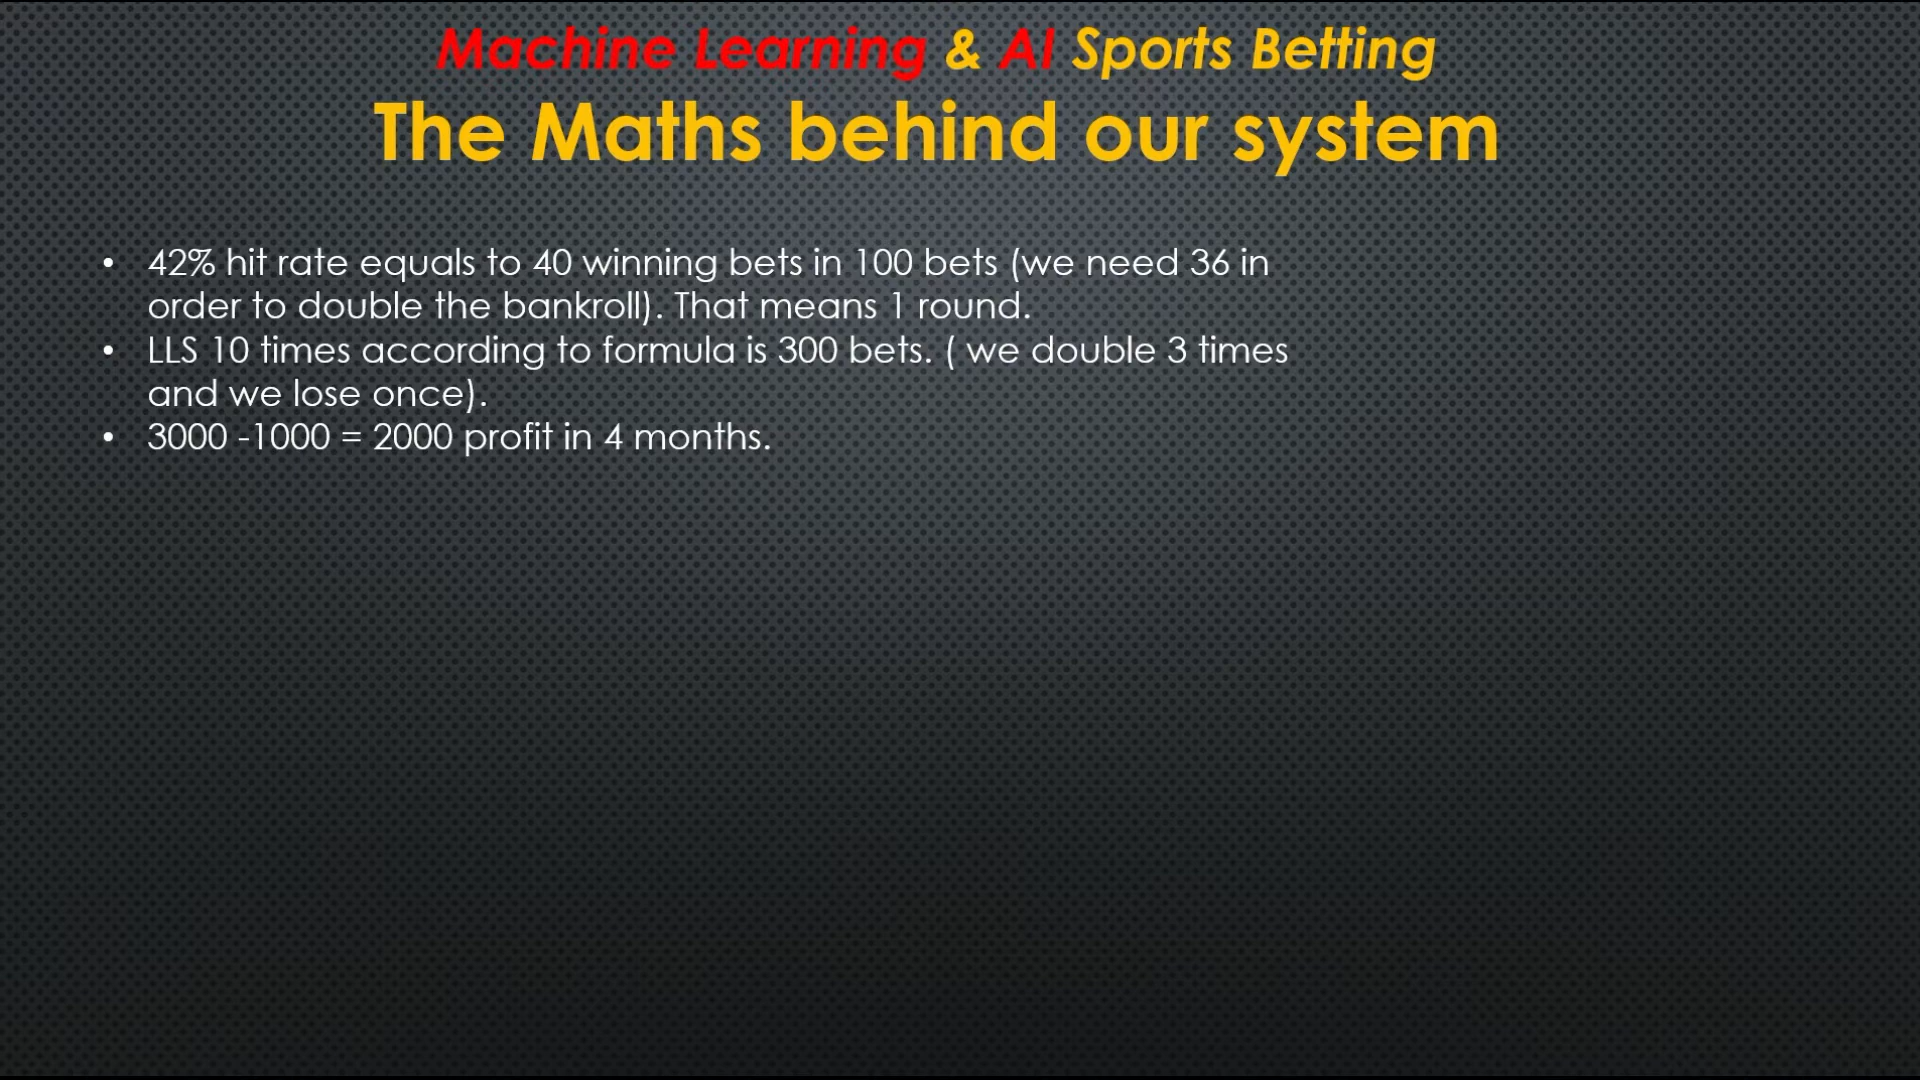 Machine Learning & AI Sports Betting
The Maths behind our system
• 42% hit rate equals to 40 winning bets in 100 bets (we need 36 in
order to double the bankroll). That means 1 round.
• LLS 10 times according to formula is 300 bets. ( we double 3 times
and we lose once).
• 3000 -1000 = 2000 profit in 4 months.